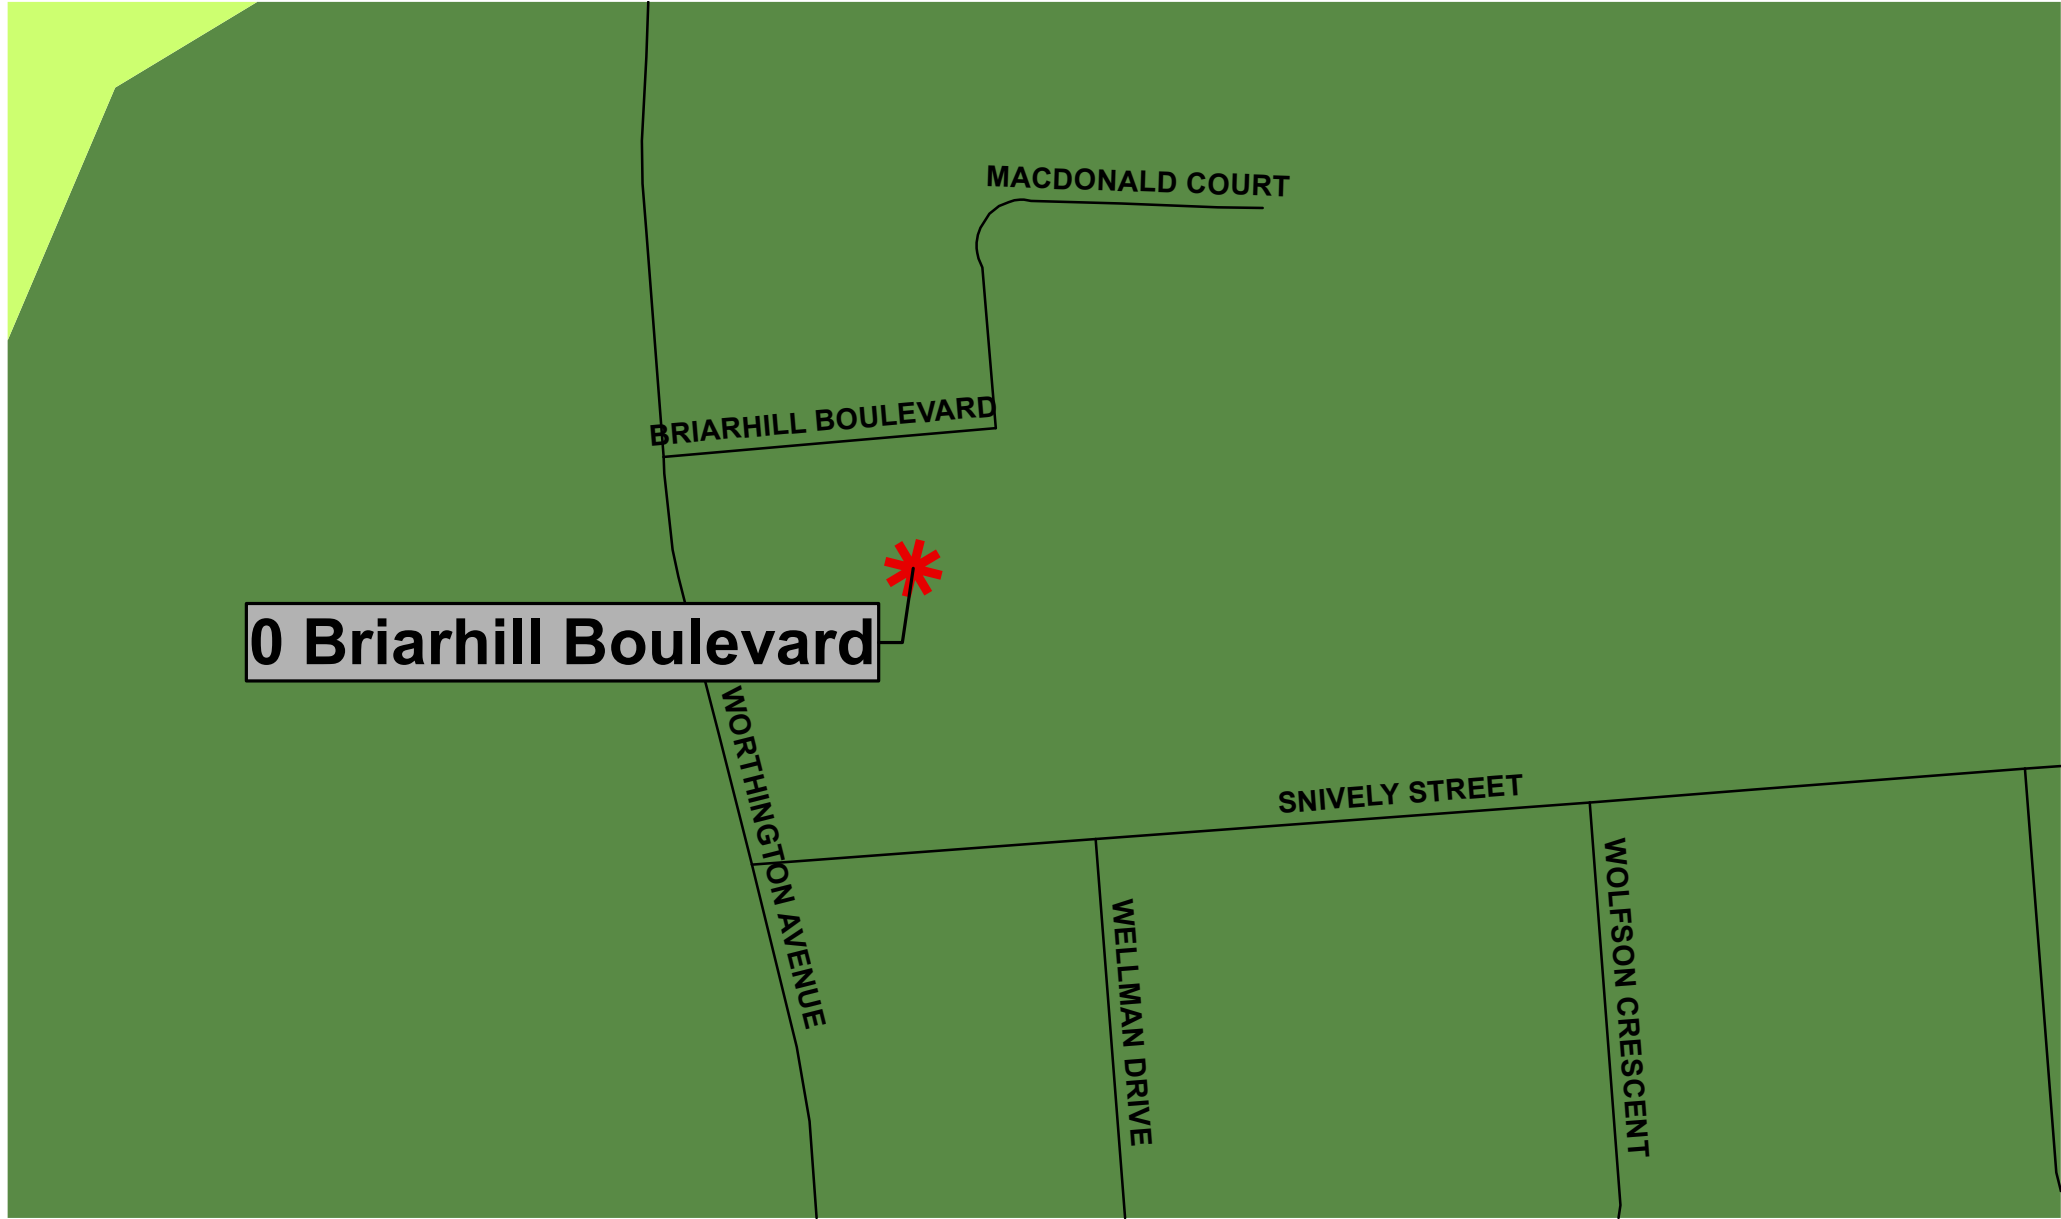 MACDONALD COURT
BRIARHILL BOULEVARD
0 Briarhill Boulevard
WORTHINGTON AVENUE
SNIVELY STREET
WELLMAN DRIVE
WOLFSON CRESCENT